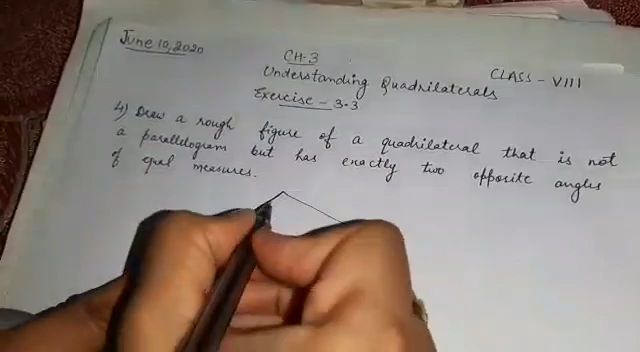 June 10, 2020
CH-3
CLASS - VIII
Understanding Quadrilaterals
Exercise - 3.3
4) Draw a rough figure of a quadrilateral that is not
a parallelogram but has exactly two opposite angles
of eqal measures.